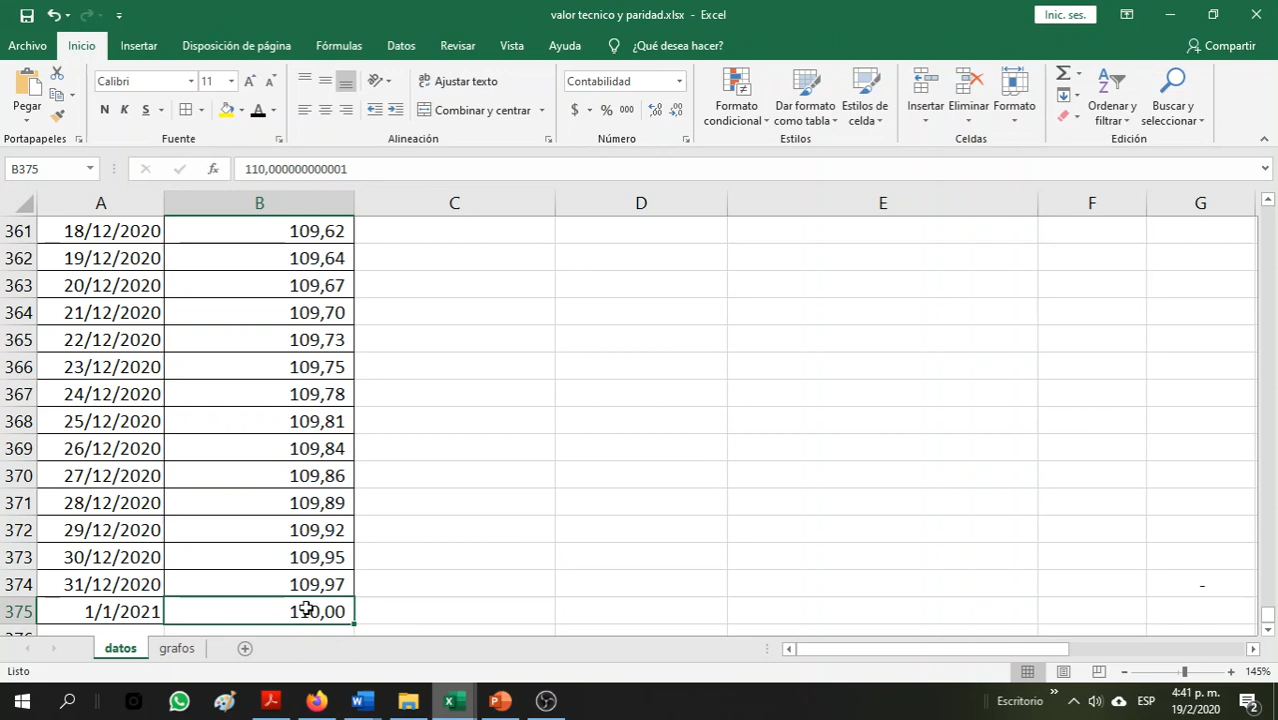 valor tecnico y paridad.xlsx - Excel
Inic. ses.
Archivo Inicio Insertar Disposición de página Fórmulas Datos Revisar Vista Ayuda ¿Qué desea hacer? Compartir
Pegar
Calibri 11
N K S
Ajustar texto
Combinar y centrar
Contabilidad
$ % 000
Formato condicional
Dar formato como tabla
Estilos de celda
Insertar
Eliminar
Formato
Ordenar y filtrar
Buscar y seleccionar
Portapapeles Fuente Alineación Número Estilos Celdas Edición
B375 fx 110,000000000001
A B C D E F G
361 18/12/2020 109,62
362 19/12/2020 109,64
363 20/12/2020 109,67
364 21/12/2020 109,70
365 22/12/2020 109,73
366 23/12/2020 109,75
367 24/12/2020 109,78
368 25/12/2020 109,81
369 26/12/2020 109,84
370 27/12/2020 109,86
371 28/12/2020 109,89
372 29/12/2020 109,92
373 30/12/2020 109,95
374 31/12/2020 109,97 -
375 1/1/2021 110,00
datos grafos
Listo 145%
Escritorio ESP 4:41 p. m.
19/2/2020
2